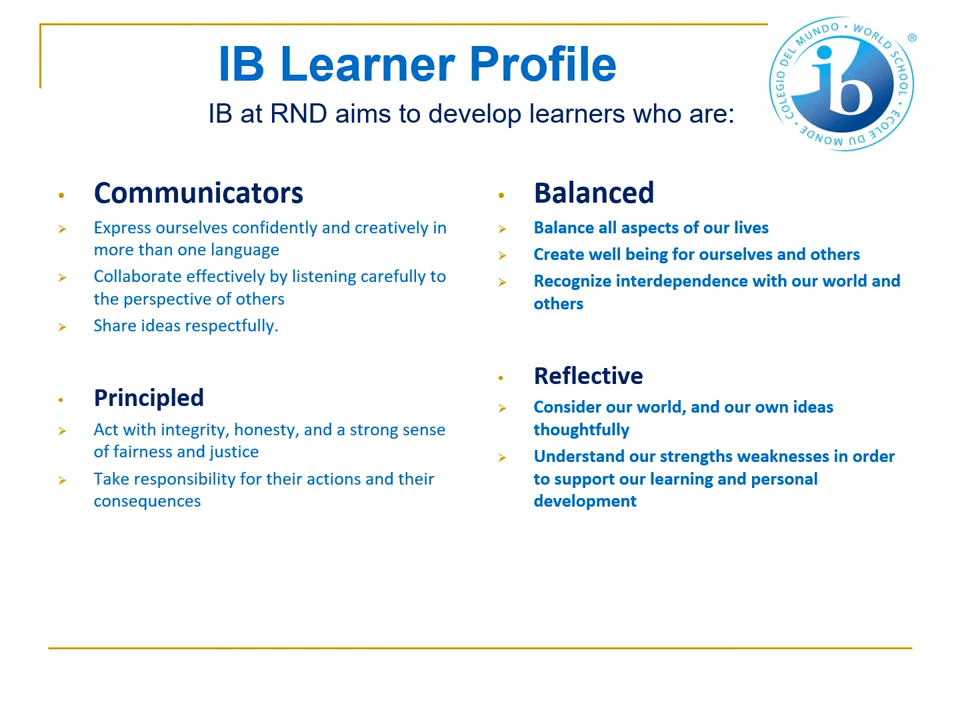 IB Learner Profile
IB at RND aims to develop learners who are:
COLEGIO DEL MUNDO • WORLD SCHOOL • ÉCOLE DU MONDE •
ib
®
• Communicators
➢ Express ourselves confidently and creatively in
more than one language
➢ Collaborate effectively by listening carefully to
the perspective of others
➢ Share ideas respectfully.
• Principled
➢ Act with integrity, honesty, and a strong sense
of fairness and justice
➢ Take responsibility for their actions and their
consequences
• Balanced
➢ Balance all aspects of our lives
➢ Create well being for ourselves and others
➢ Recognize interdependence with our world and
others
• Reflective
➢ Consider our world, and our own ideas
thoughtfully
➢ Understand our strengths weaknesses in order
to support our learning and personal
development